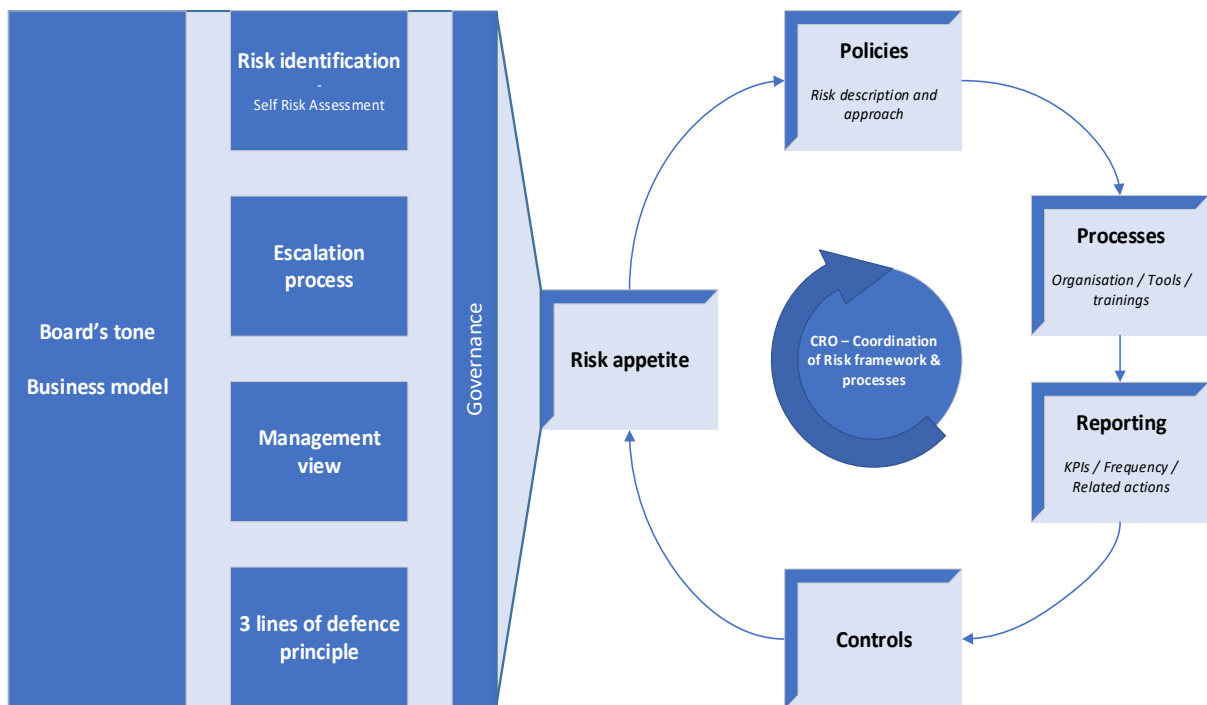 Board's tone
Business model
Risk identification
-
Self Risk Assessment
Escalation
process
Management
view
3 lines of defence
principle
Governance
Risk appetite
Policies
Risk description and
approach
Processes
Organisation / Tools /
trainings
Reporting
KPIs / Frequency /
Related actions
Controls
CRO – Coordination
of Risk framework &
processes